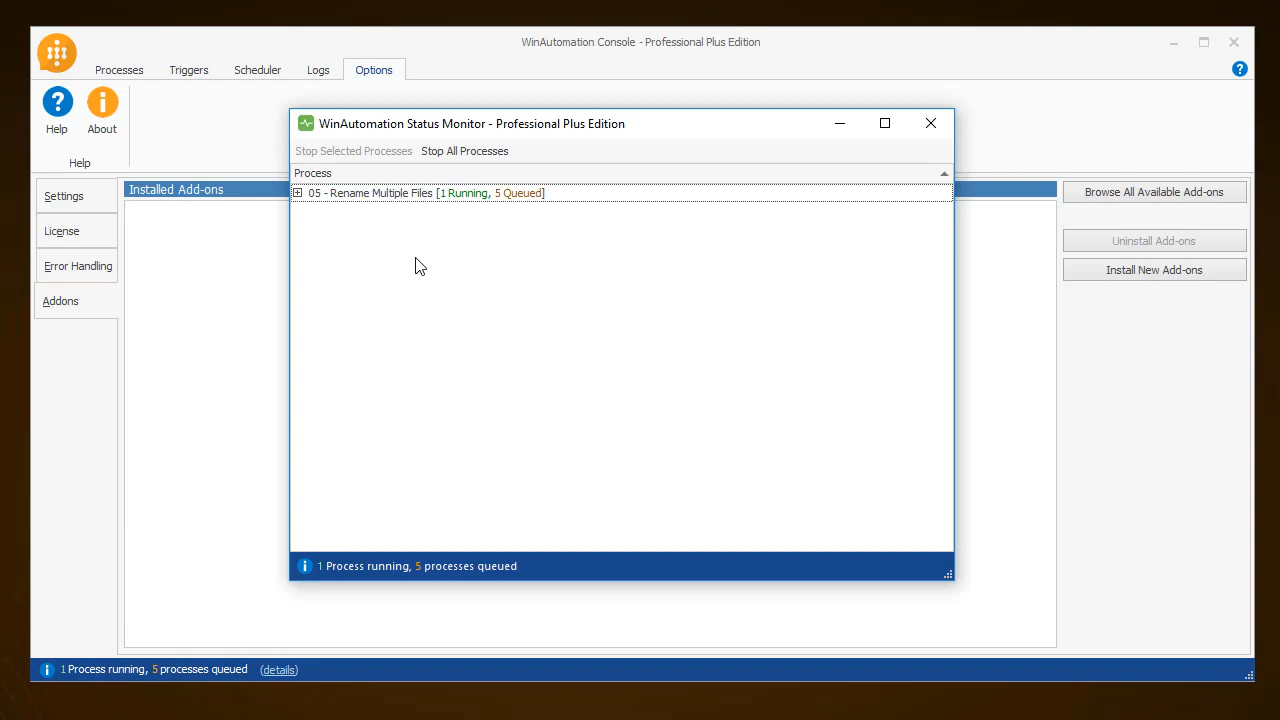 WinAutomation Console - Professional Plus Edition
Processes
Triggers
Scheduler
Logs
Options
Help
About
Help
Settings
License
Error Handling
Addons
Installed Add-ons
Browse All Available Add-ons
Uninstall Add-ons
Install New Add-ons
WinAutomation Status Monitor - Professional Plus Edition
Stop Selected Processes Stop All Processes
Process
05 - Rename Multiple Files [1 Running, 5 Queued]
1 Process running, 5 processes queued
1 Process running, 5 processes queued (details)